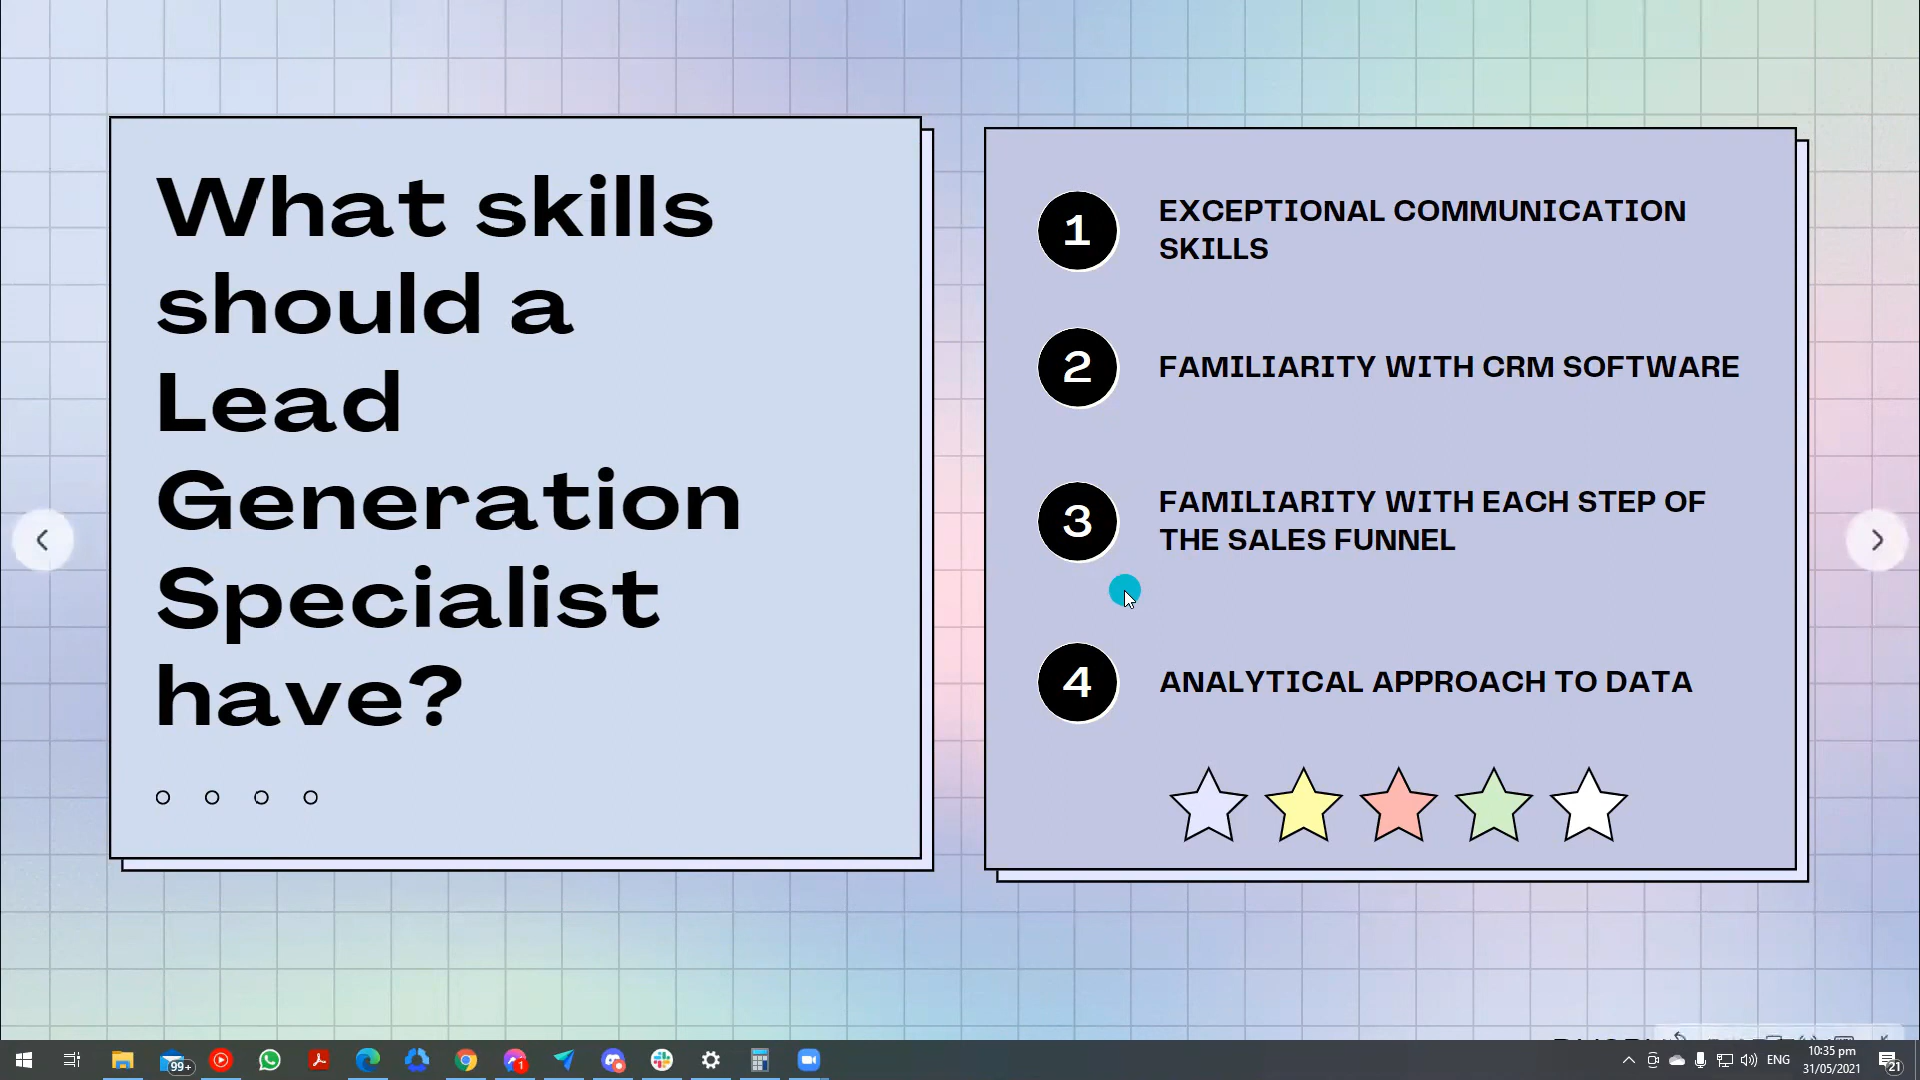 What skills
should a
Lead
Generation
Specialist
have?
1
EXCEPTIONAL COMMUNICATION
SKILLS
2
FAMILIARITY WITH CRM SOFTWARE
3
FAMILIARITY WITH EACH STEP OF
THE SALES FUNNEL
4
ANALYTICAL APPROACH TO DATA
99+
1
ENG
10:35 pm
31/05/2021
21